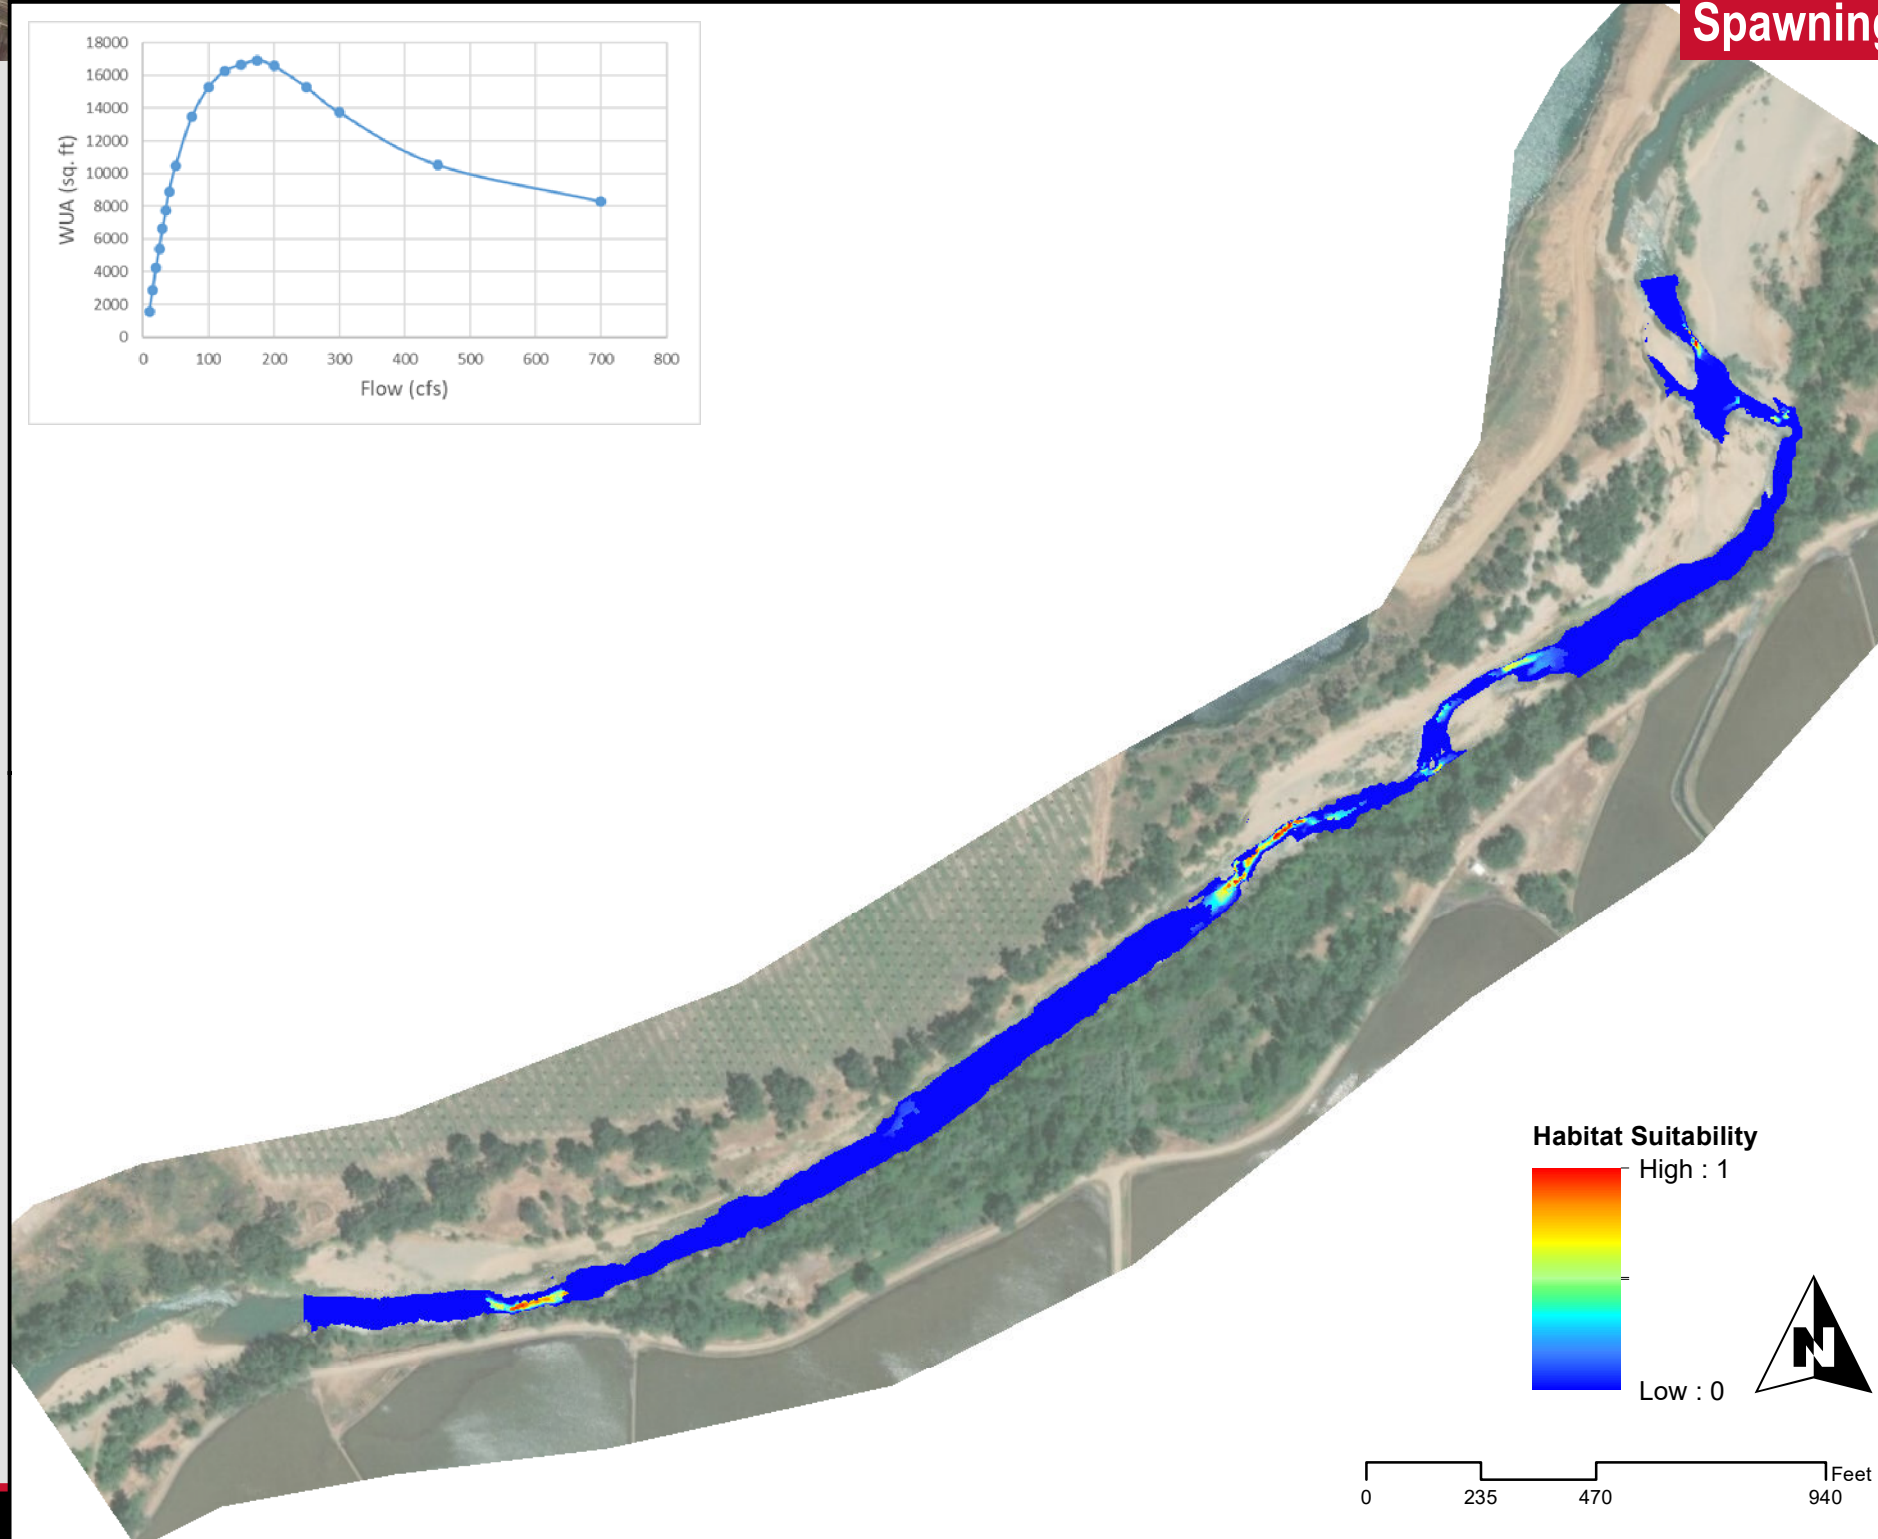 Spawning
18000
16000
14000
12000
10000
8000
6000
4000
2000
0
WUA (sq. ft)
0 100 200 300 400 500 600 700 800
Flow (cfs)
Habitat Suitability
High : 1
Low : 0
N
Feet
0 235 470 940